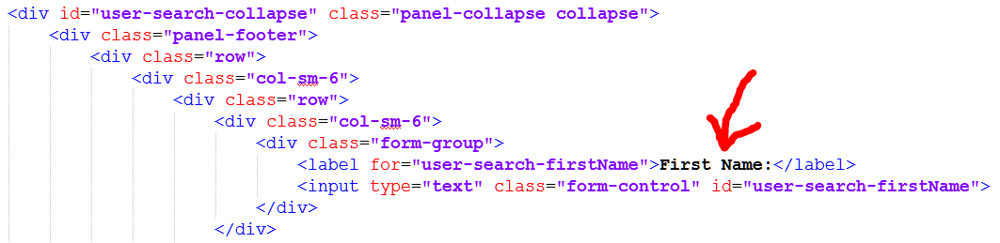 <div id="user-search-collapse" class="panel-collapse collapse">
<div class="panel-footer">
<div class="row">
<div class="col-sm-6">
<div class="row">
<div class="col-sm-6">
<div class="form-group">
<label for="user-search-firstName">First Name:</label>
<input type="text" class="form-control" id="user-search-firstName">
</div>
</div>